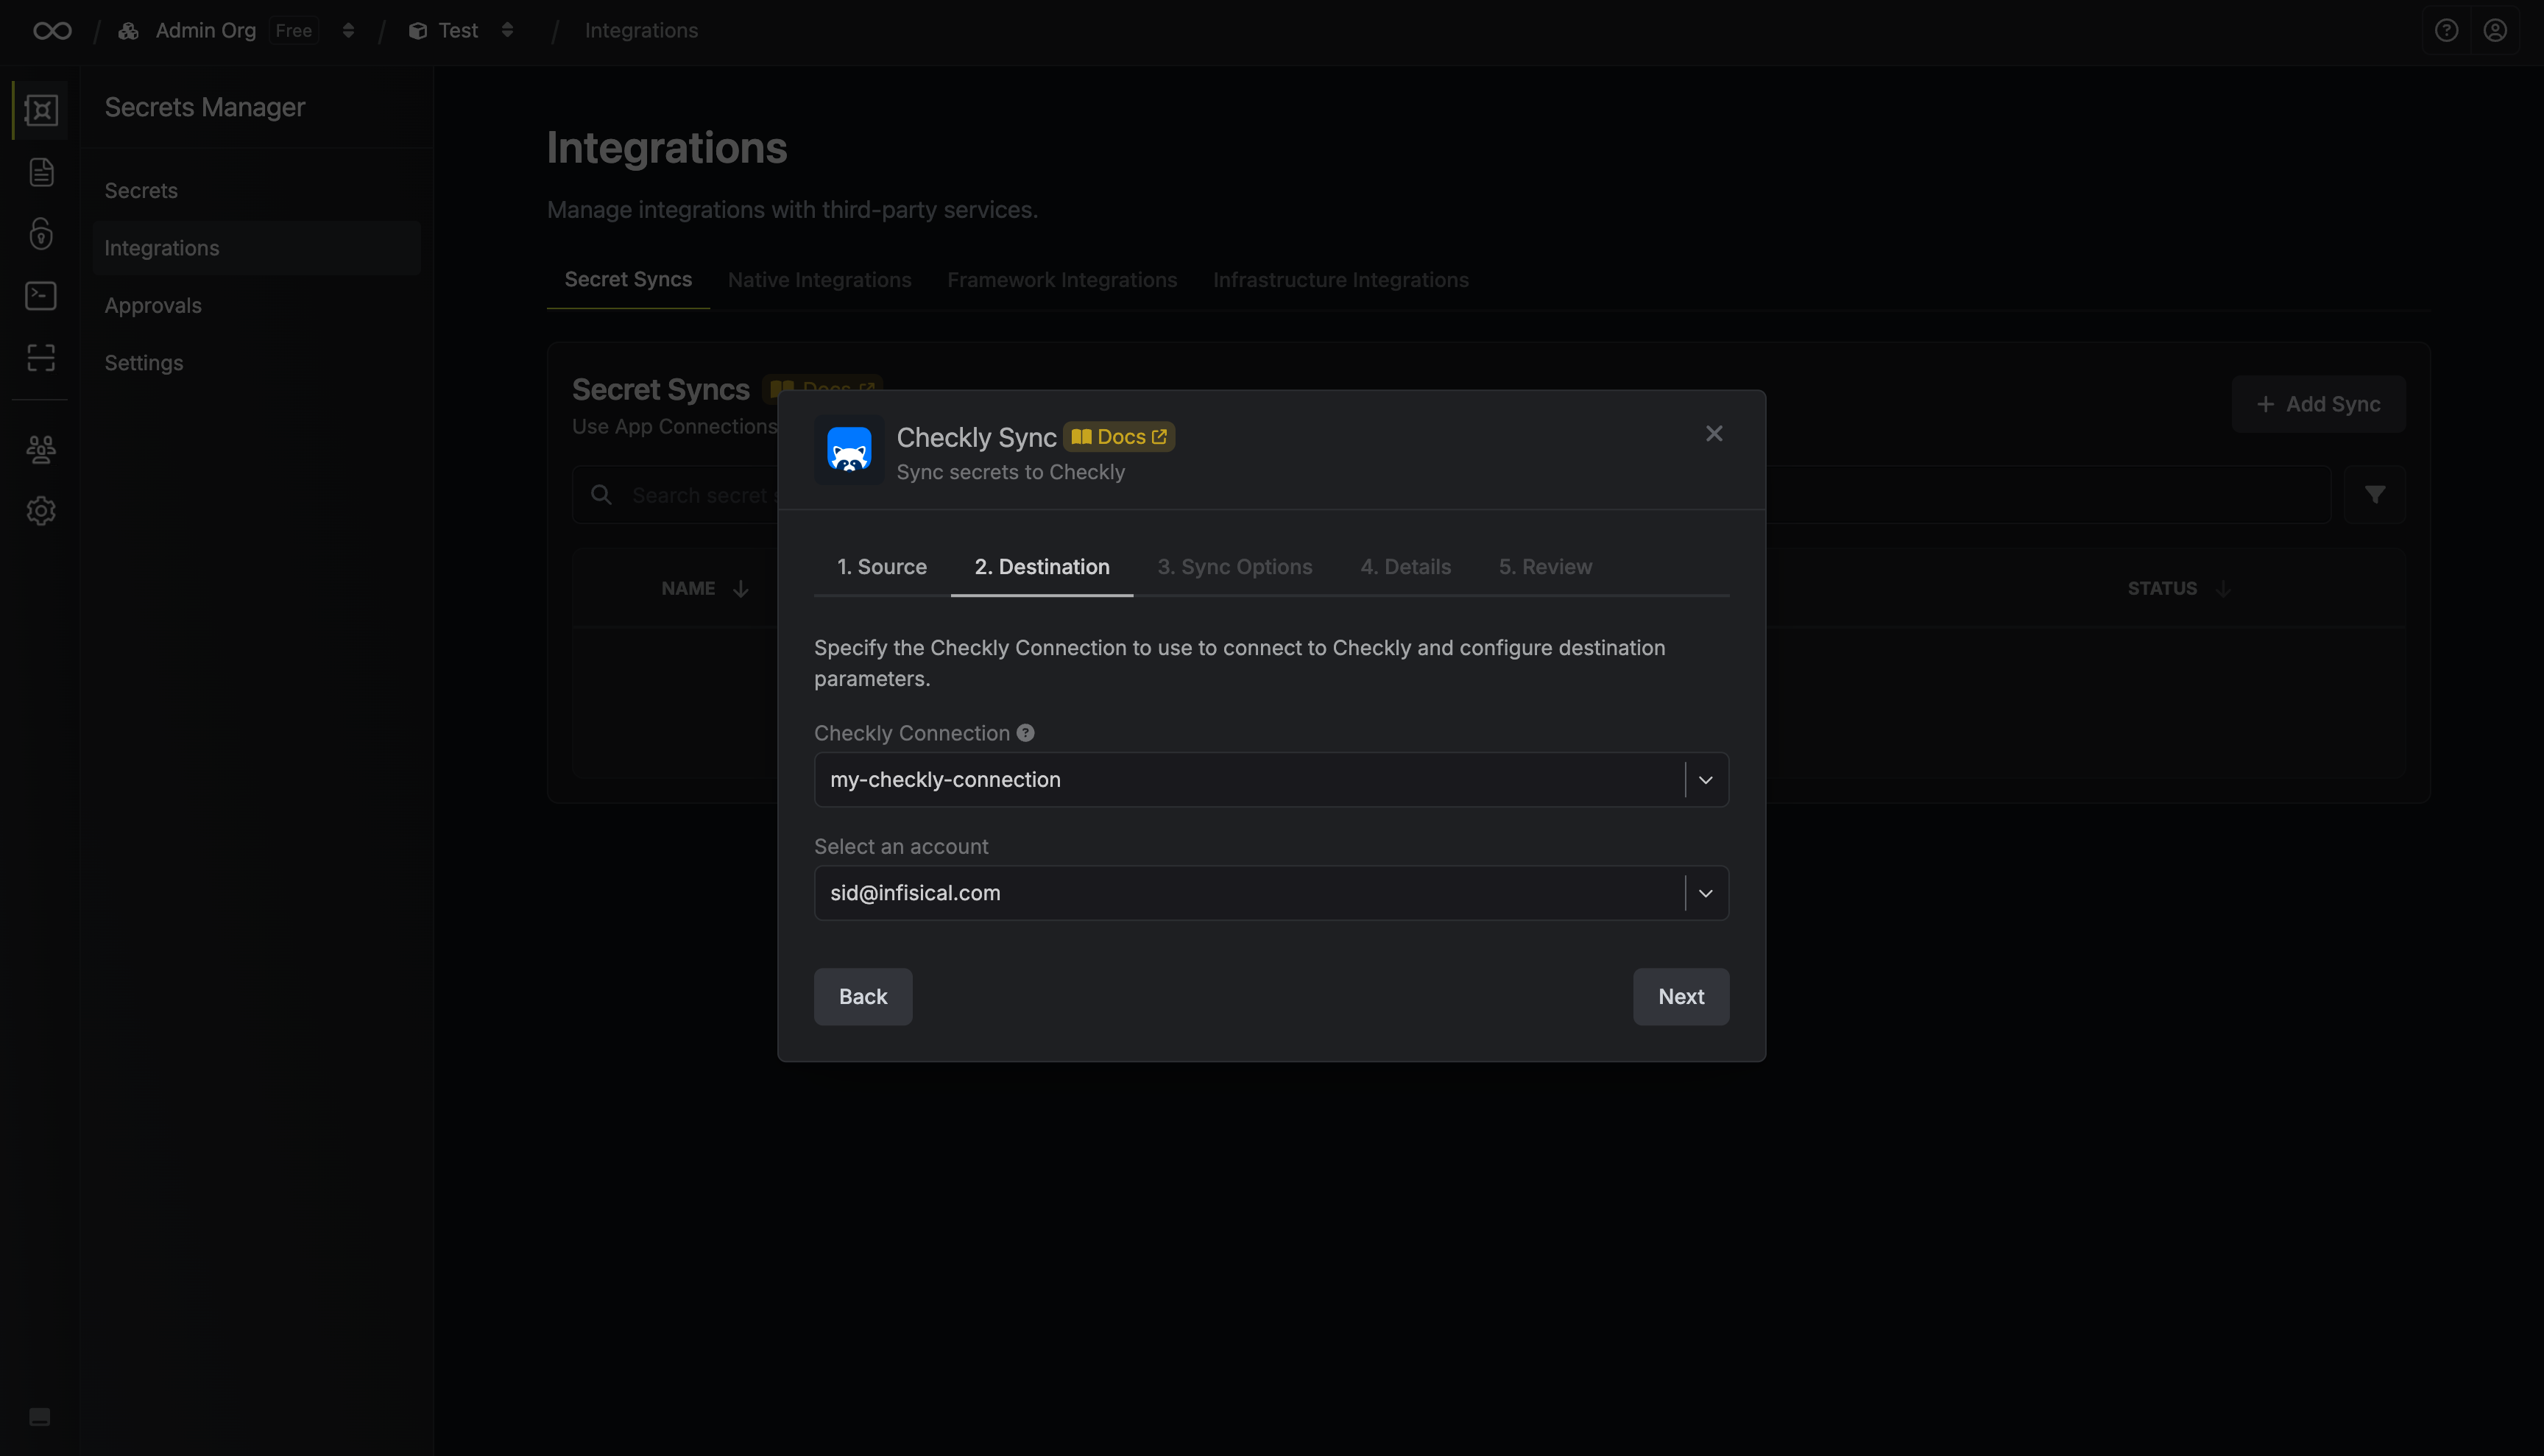 Admin Org Free
Test
Integrations
Secrets Manager
Secrets
Integrations
Approvals
Settings
Integrations
Manage integrations with third-party services.
Secret Syncs Native Integrations Framework Integrations Infrastructure Integrations
Secret Syncs Docs
Use App Connections
+ Add Sync
Search secret
NAME
STATUS
Checkly Sync Docs
Sync secrets to Checkly
1. Source 2. Destination 3. Sync Options 4. Details 5. Review
Specify the Checkly Connection to use to connect to Checkly and configure destination
parameters.
Checkly Connection
my-checkly-connection
Select an account
sid@infisical.com
Back
Next